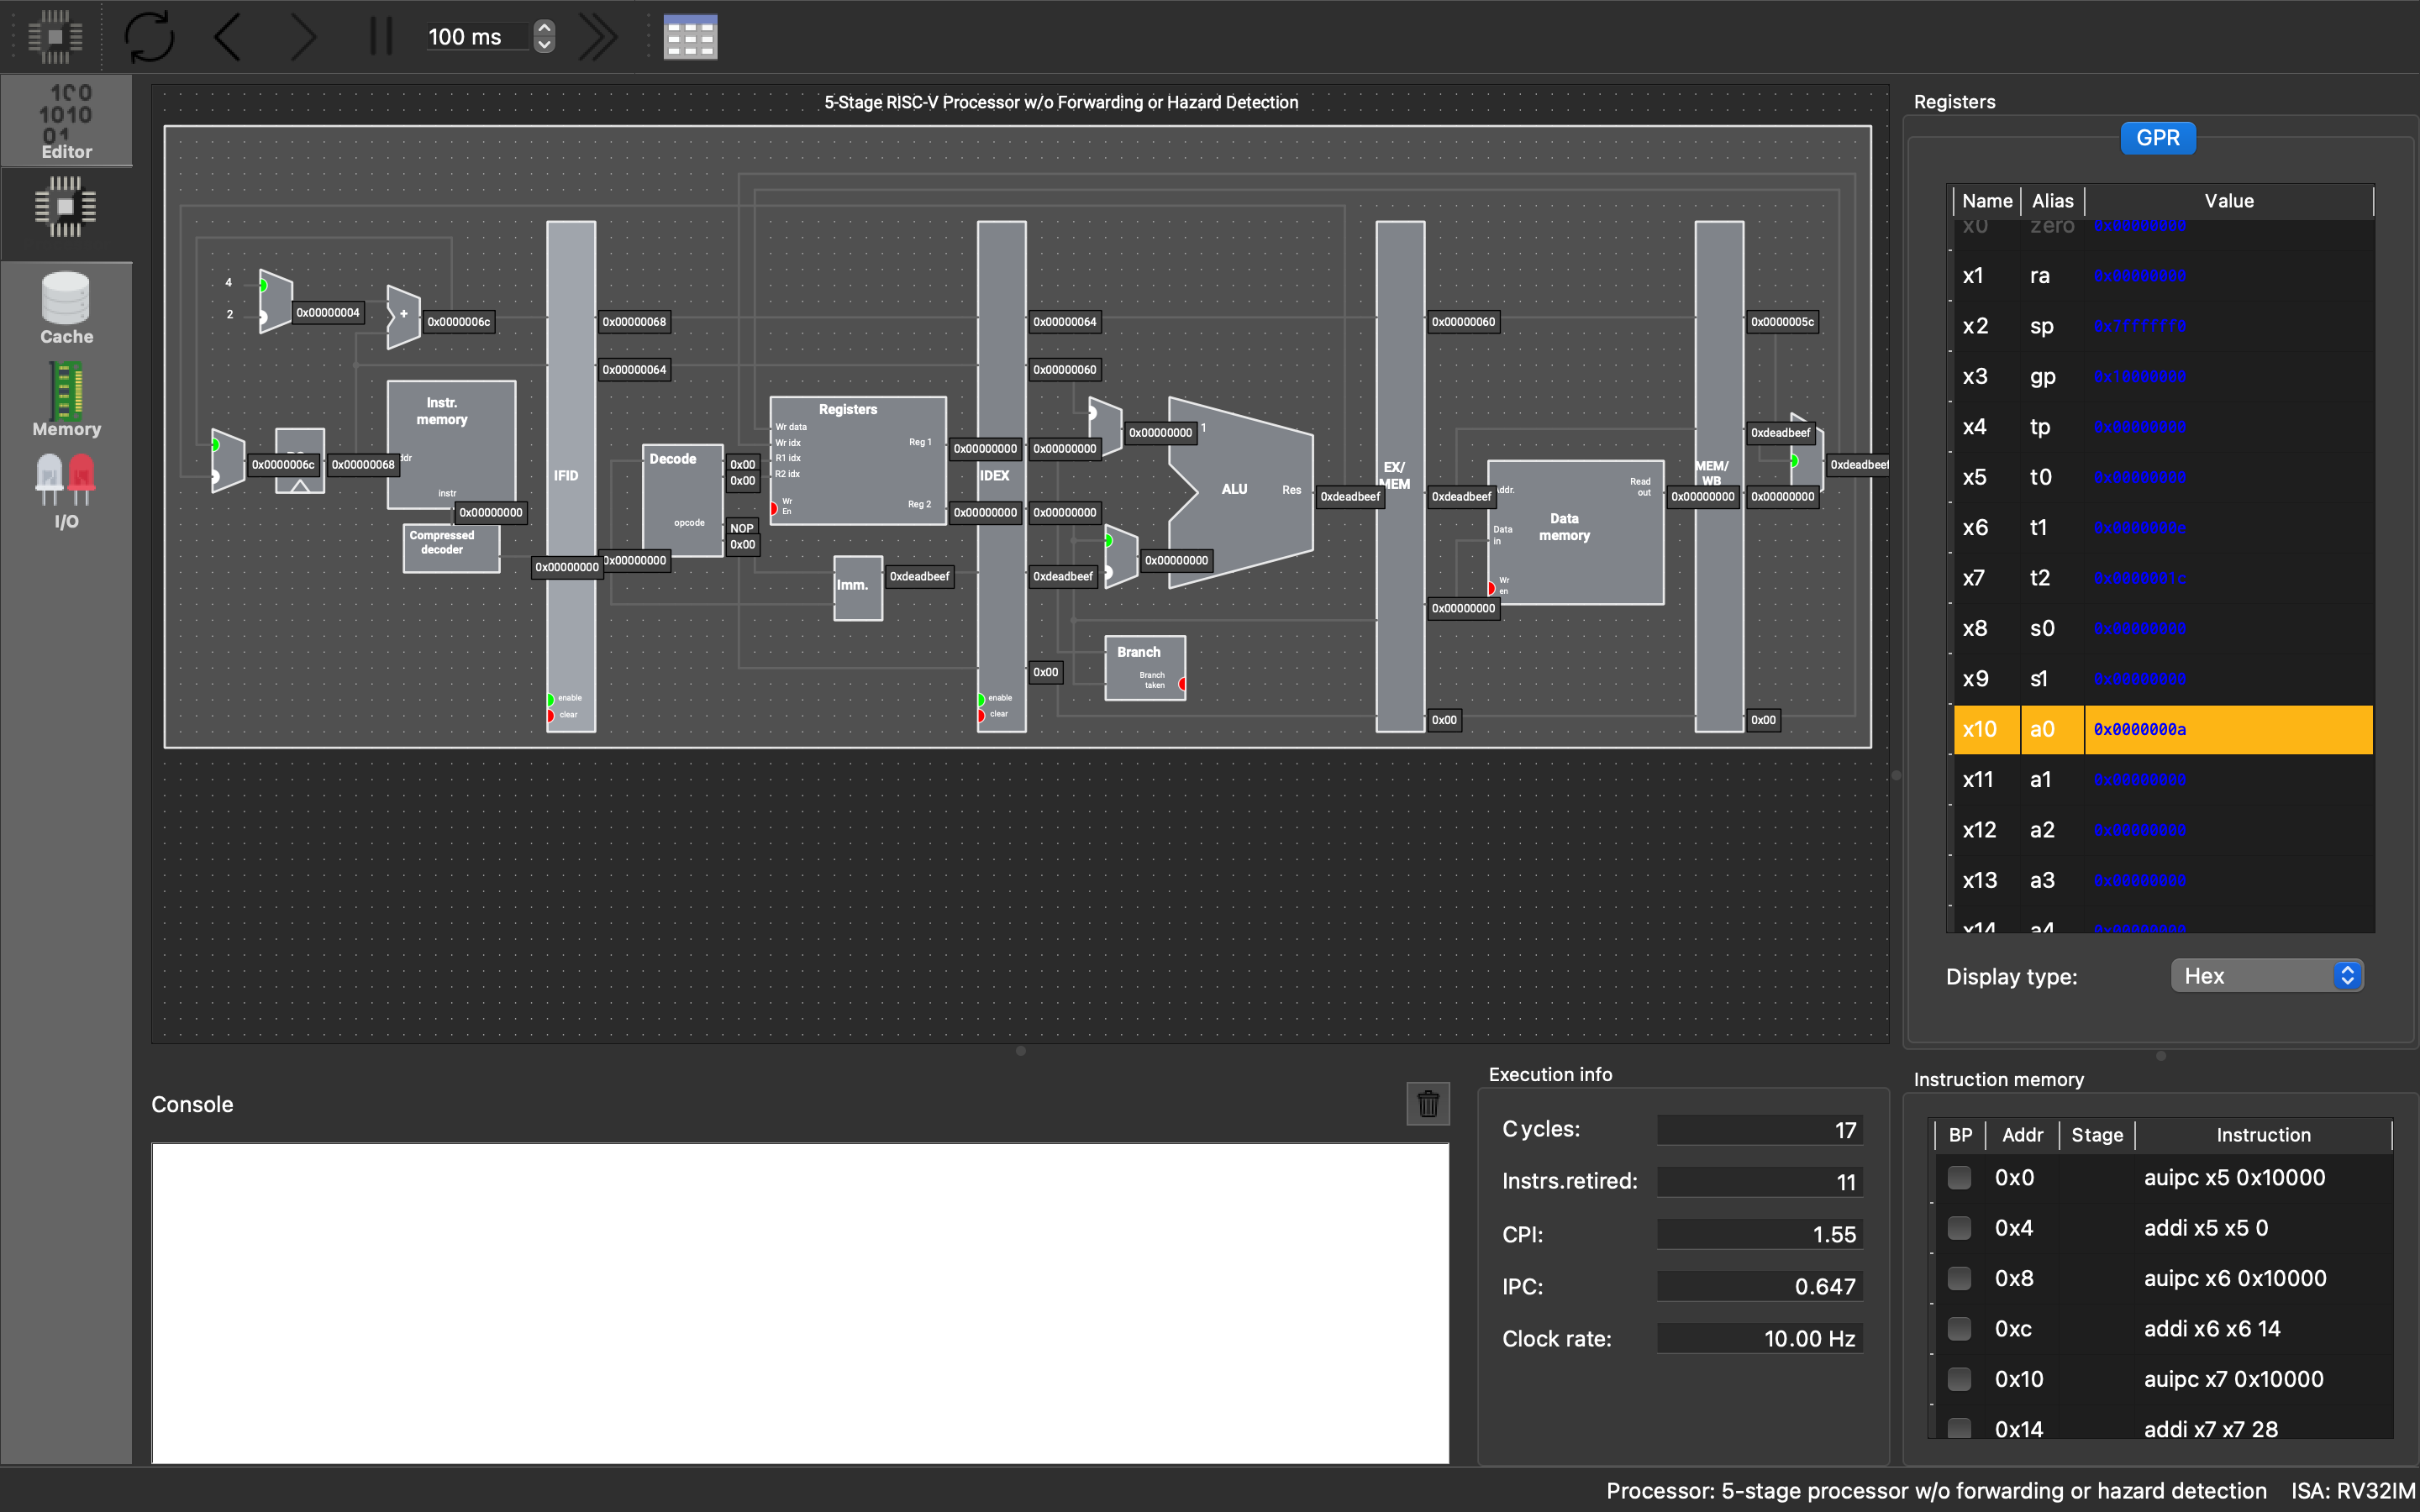 100 ms
100
1010
01
Editor
Cache
Memory
I/O
5-Stage RISC-V Processor w/o Forwarding or Hazard Detection
4
2
0x00000004
+
0x0000006c
0x00000068
0x00000064
0x00000064
0x00000060
0x00000060
0x0000005c
Instr.
memory
instr
0x0000006c
0x00000068
0x00000000
Compressed
decoder
IFID
0x00000000
0x00000000
enable
clear
Decode
opcode
0x00
0x00
NOP
0x00
Registers
Wr data
Wr idx
R1 idx
R2 idx
Wr
En
Reg 1
Reg 2
0x00000000
0x00000000
Imm.
0xdeadbeef
IDEX
0x00000000
0x00000000
0xdeadbeef
0x00
enable
clear
0x00000000
1
0x00000000
ALU
Res
0xdeadbeef
Branch
Branch
taken
EX/
MEM
0xdeadbeef
0x00000000
0x00
Data
memory
Data
in
Wr
en
Read
out
0x00000000
MEM/
WB
0xdeadbeef
0x00000000
0x00
0xdeadbeef
Registers
GPR
Name Alias Value
x0 zero 0x00000000
x1 ra 0x00000000
x2 sp 0x7ffffff0
x3 gp 0x10000000
x4 tp 0x00000000
x5 t0 0x00000000
x6 t1 0x0000000e
x7 t2 0x0000001c
x8 s0 0x00000000
x9 s1 0x00000000
x10 a0 0x0000000a
x11 a1 0x00000000
x12 a2 0x00000000
x13 a3 0x00000000
x14 a4 0x00000000
Display type: Hex
Console
Execution info
Cycles: 17
Instrs.retired: 11
CPI: 1.55
IPC: 0.647
Clock rate: 10.00 Hz
Instruction memory
BP Addr Stage Instruction
0x0 auipc x5 0x10000
0x4 addi x5 x5 0
0x8 auipc x6 0x10000
0xc addi x6 x6 14
0x10 auipc x7 0x10000
0x14 addi x7 x7 28
Processor: 5-stage processor w/o forwarding or hazard detection ISA: RV32IM